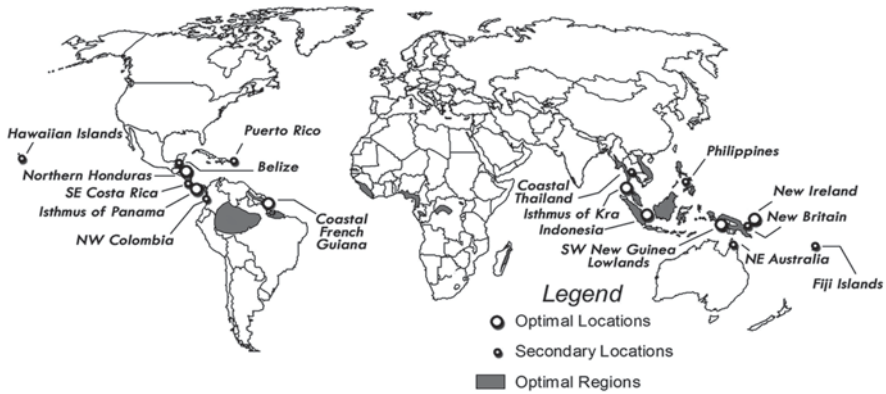 Hawaiian Islands
Puerto Rico
Belize
Northern Honduras
SE Costa Rica
Isthmus of Panama
NW Colombia
Coastal
French
Guiana
Philippines
Coastal
Thailand
Isthmus of Kra
Indonesia
SW New Guinea
Lowlands
New Ireland
New Britain
NE Australia
Fiji Islands
Legend
Optimal Locations
Secondary Locations
Optimal Regions